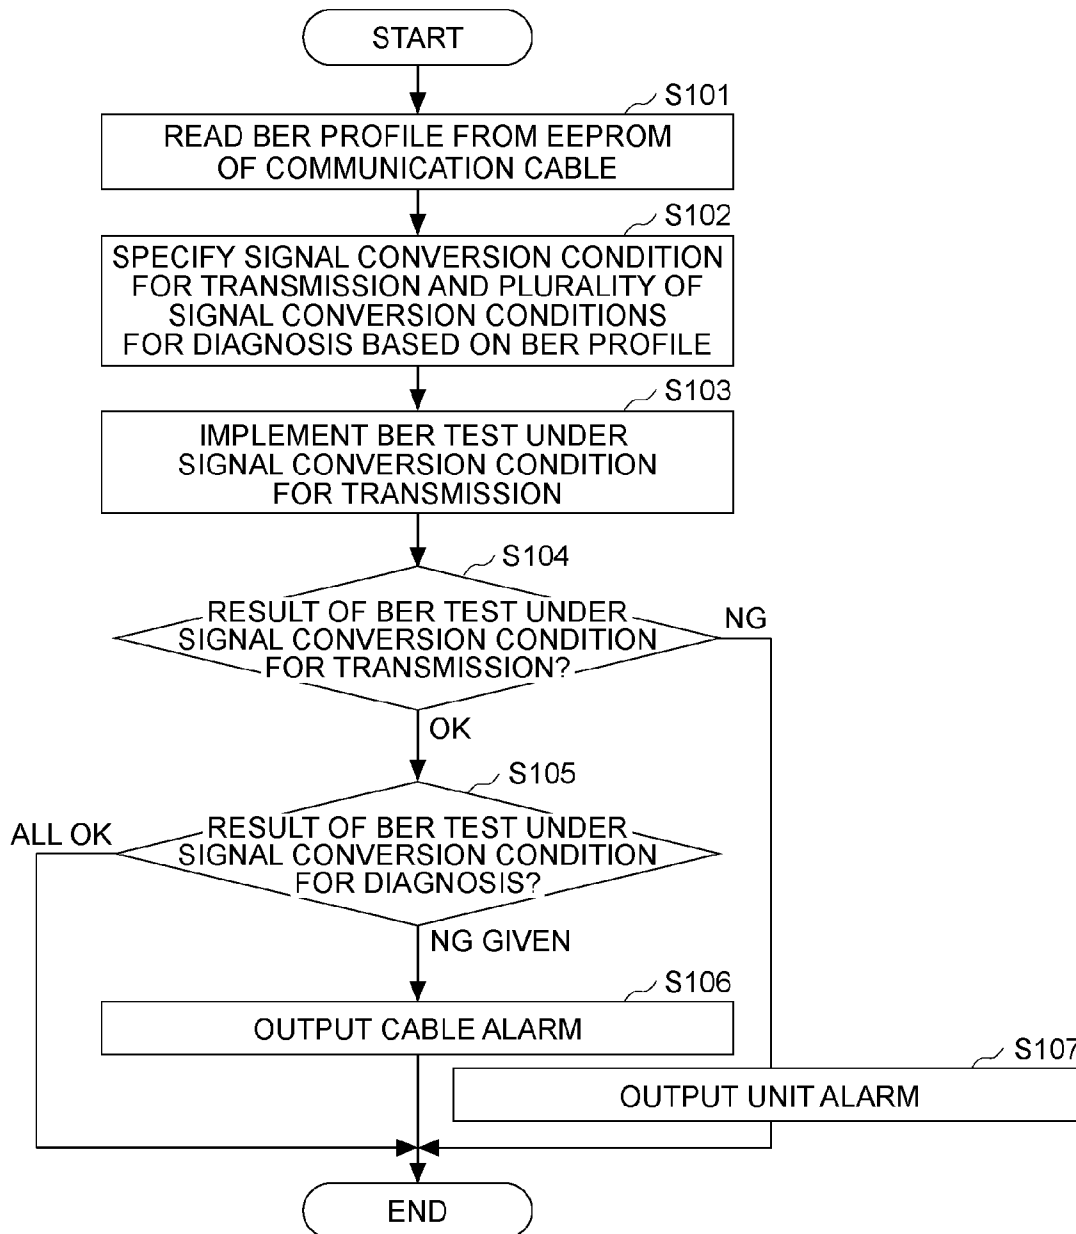 START
S101
READ BER PROFILE FROM EEPROM
OF COMMUNICATION CABLE
S102
SPECIFY SIGNAL CONVERSION CONDITION
FOR TRANSMISSION AND PLURALITY OF
SIGNAL CONVERSION CONDITIONS
FOR DIAGNOSIS BASED ON BER PROFILE
S103
IMPLEMENT BER TEST UNDER
SIGNAL CONVERSION CONDITION
FOR TRANSMISSION
S104
RESULT OF BER TEST UNDER
SIGNAL CONVERSION CONDITION
FOR TRANSMISSION?
NG
OK
S105
ALL OK
RESULT OF BER TEST UNDER
SIGNAL CONVERSION CONDITION
FOR DIAGNOSIS?
NG GIVEN
S106
OUTPUT CABLE ALARM
S107
OUTPUT UNIT ALARM
END